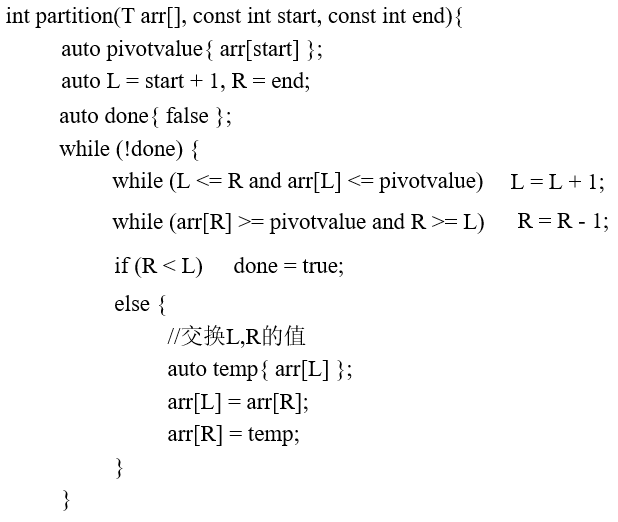 int partition(T arr[], const int start, const int end){
auto pivotvalue{ arr[start] };
auto L = start + 1, R = end;
auto done{ false };
while (!done) {
while (L <= R and arr[L] <= pivotvalue) L = L + 1;
while (arr[R] >= pivotvalue and R >= L) R = R - 1;
if (R < L) done = true;
else {
//交换L,R的值
auto temp{ arr[L] };
arr[L] = arr[R];
arr[R] = temp;
}
}